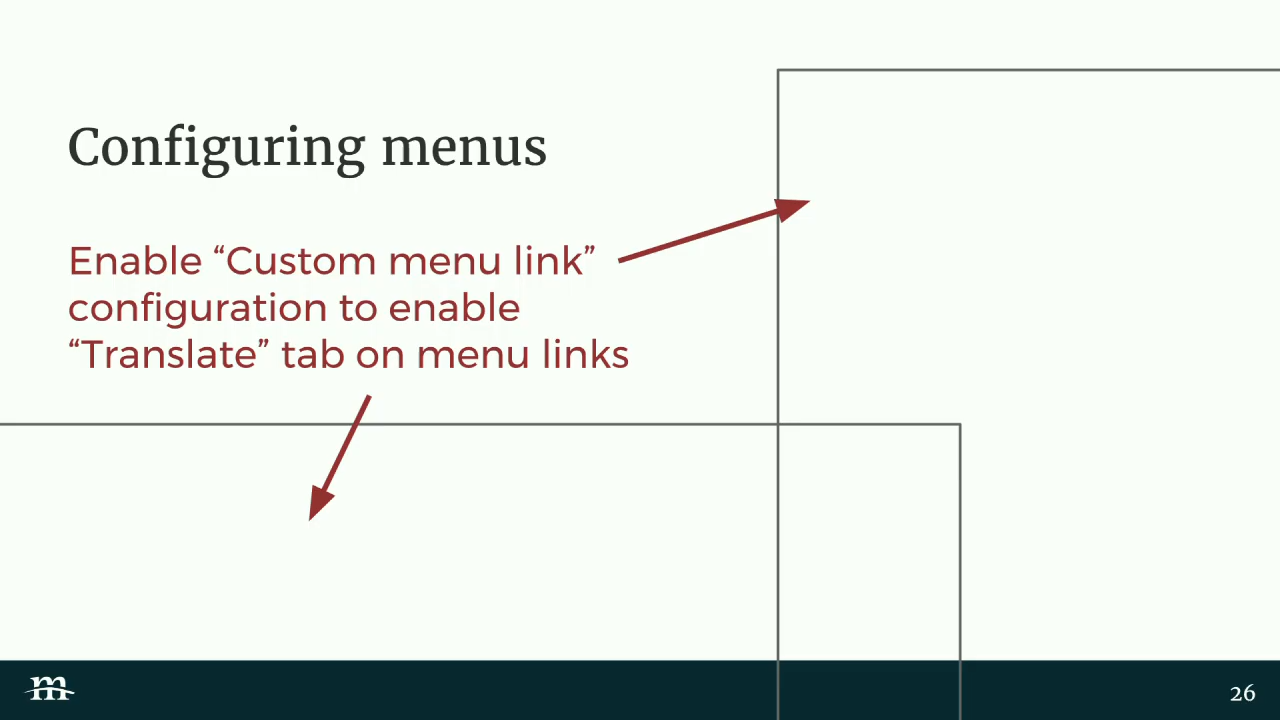 Configuring menus
Enable “Custom menu link”
configuration to enable
“Translate” tab on menu links
m
26